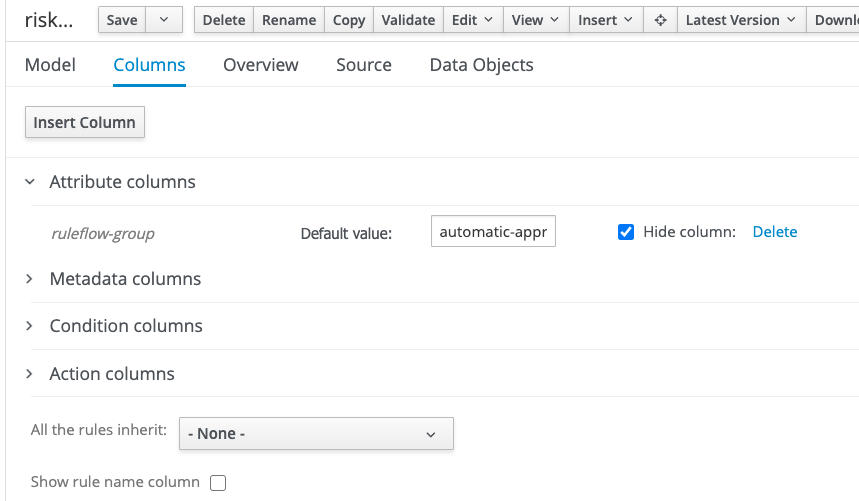 risk... Save Delete Rename Copy Validate Edit View Insert Latest Version Downlo
Model Columns Overview Source Data Objects
Insert Column
Attribute columns
ruleflow-group Default value: automatic-appr Hide column: Delete
Metadata columns
Condition columns
Action columns
All the rules inherit: - None -
Show rule name column